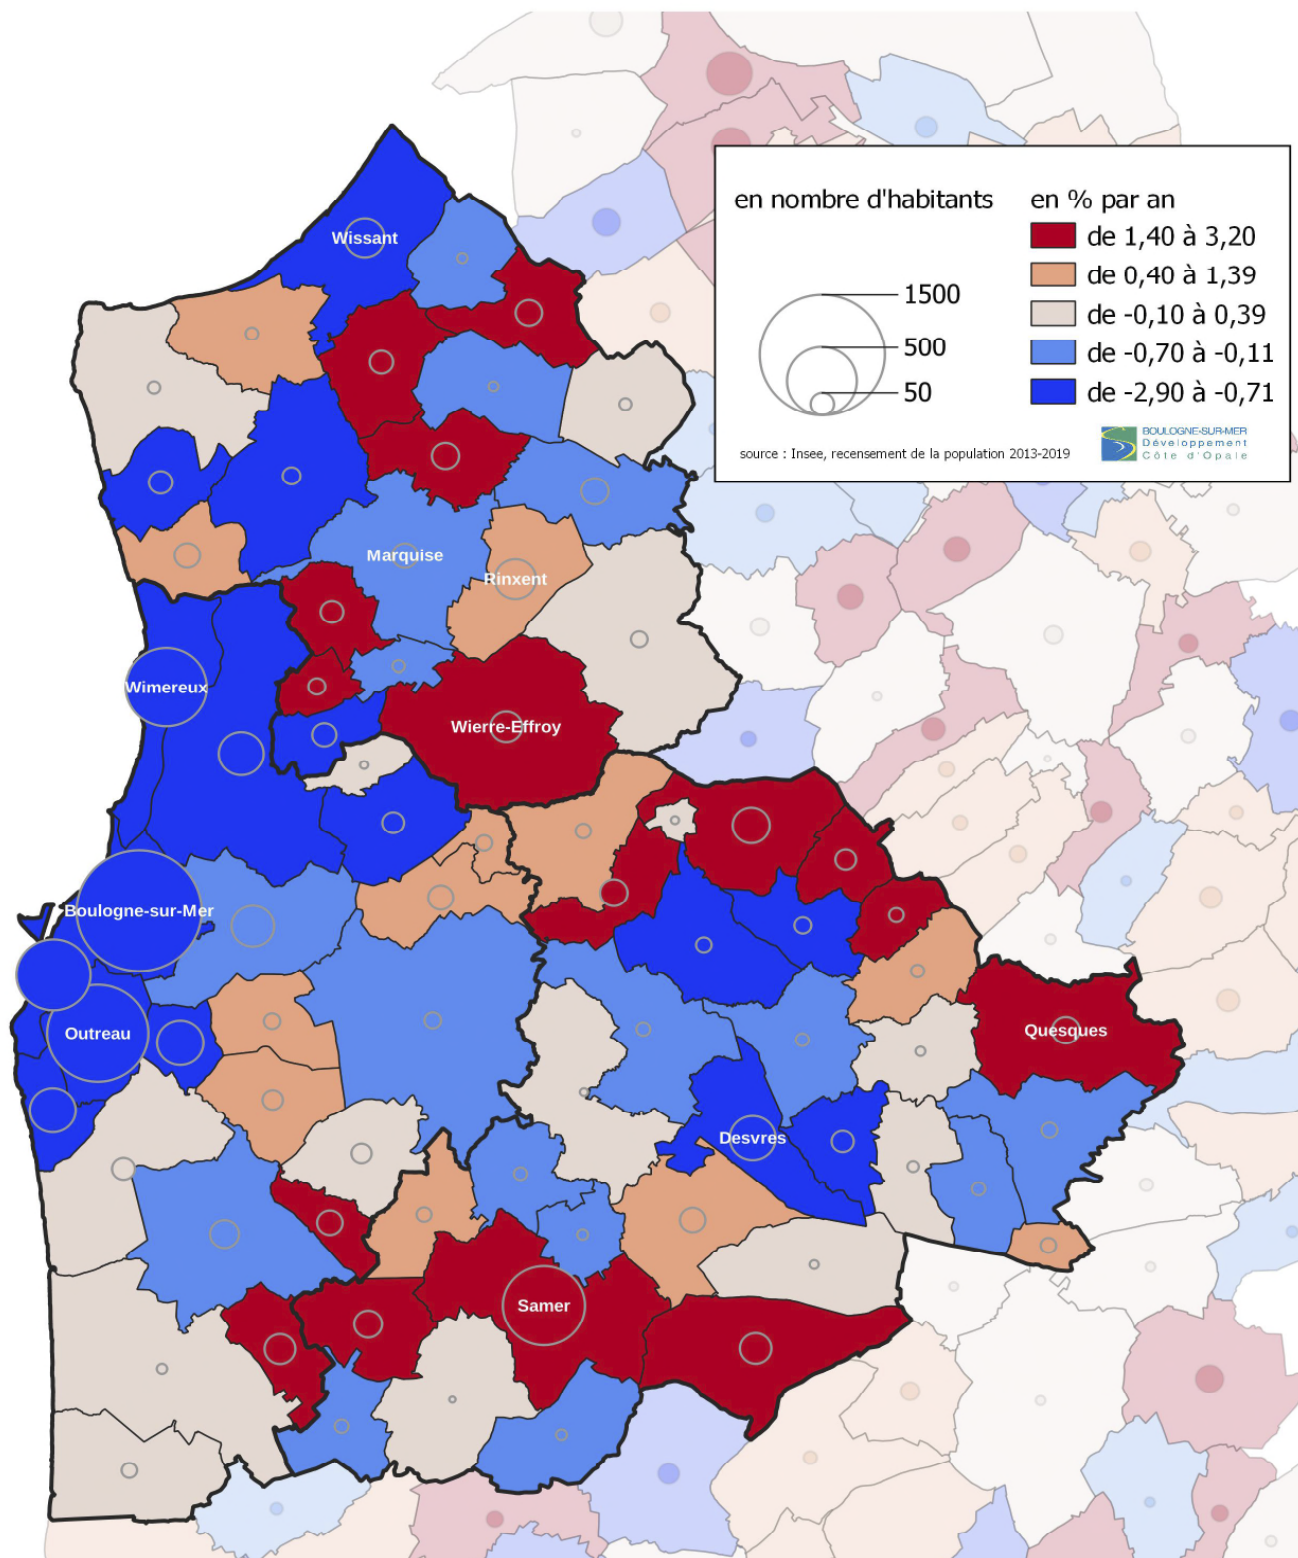 en nombre d'habitants
en % par an
de 1,40 à 3,20
de 0,40 à 1,39
de -0,10 à 0,39
de -0,70 à -0,11
de -2,90 à -0,71
1500
500
50
source : Insee, recensement de la population 2013-2019
BOULOGNE-SUR-MER
Développement
Côte d'Opale
Wissant
Marquise
Rinxent
Wimereux
Wierre-Effroy
Boulogne-sur-Mer
Outreau
Quesques
Desvres
Samer